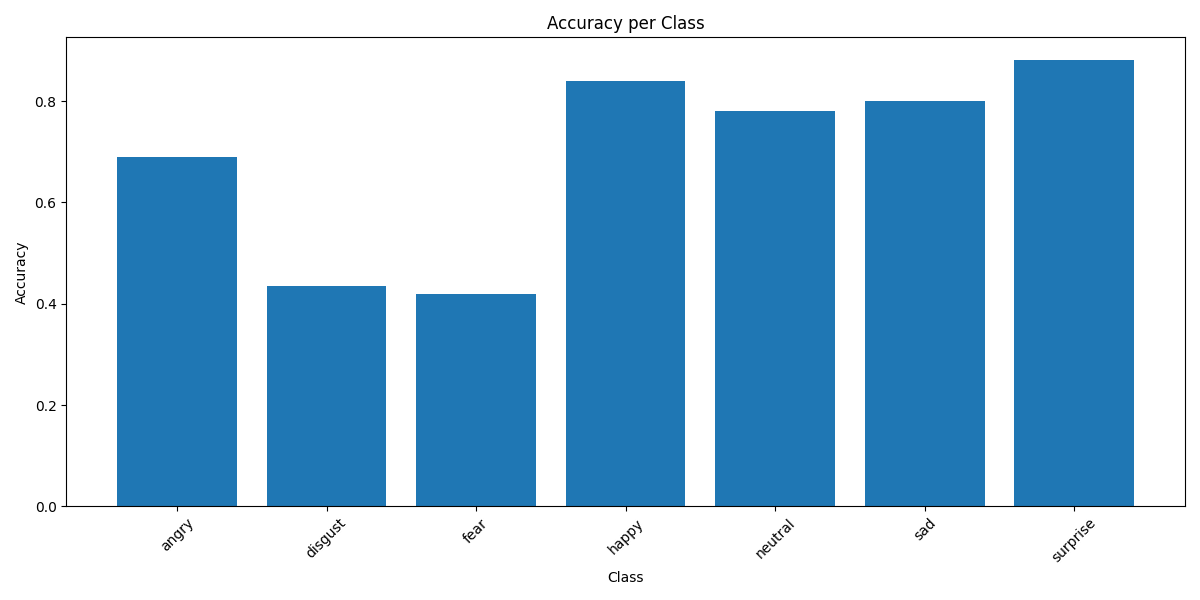 Accuracy per Class
Accuracy
0.8
0.6
0.4
0.2
0.0
angry
disgust
fear
happy
neutral
sad
surprise
Class